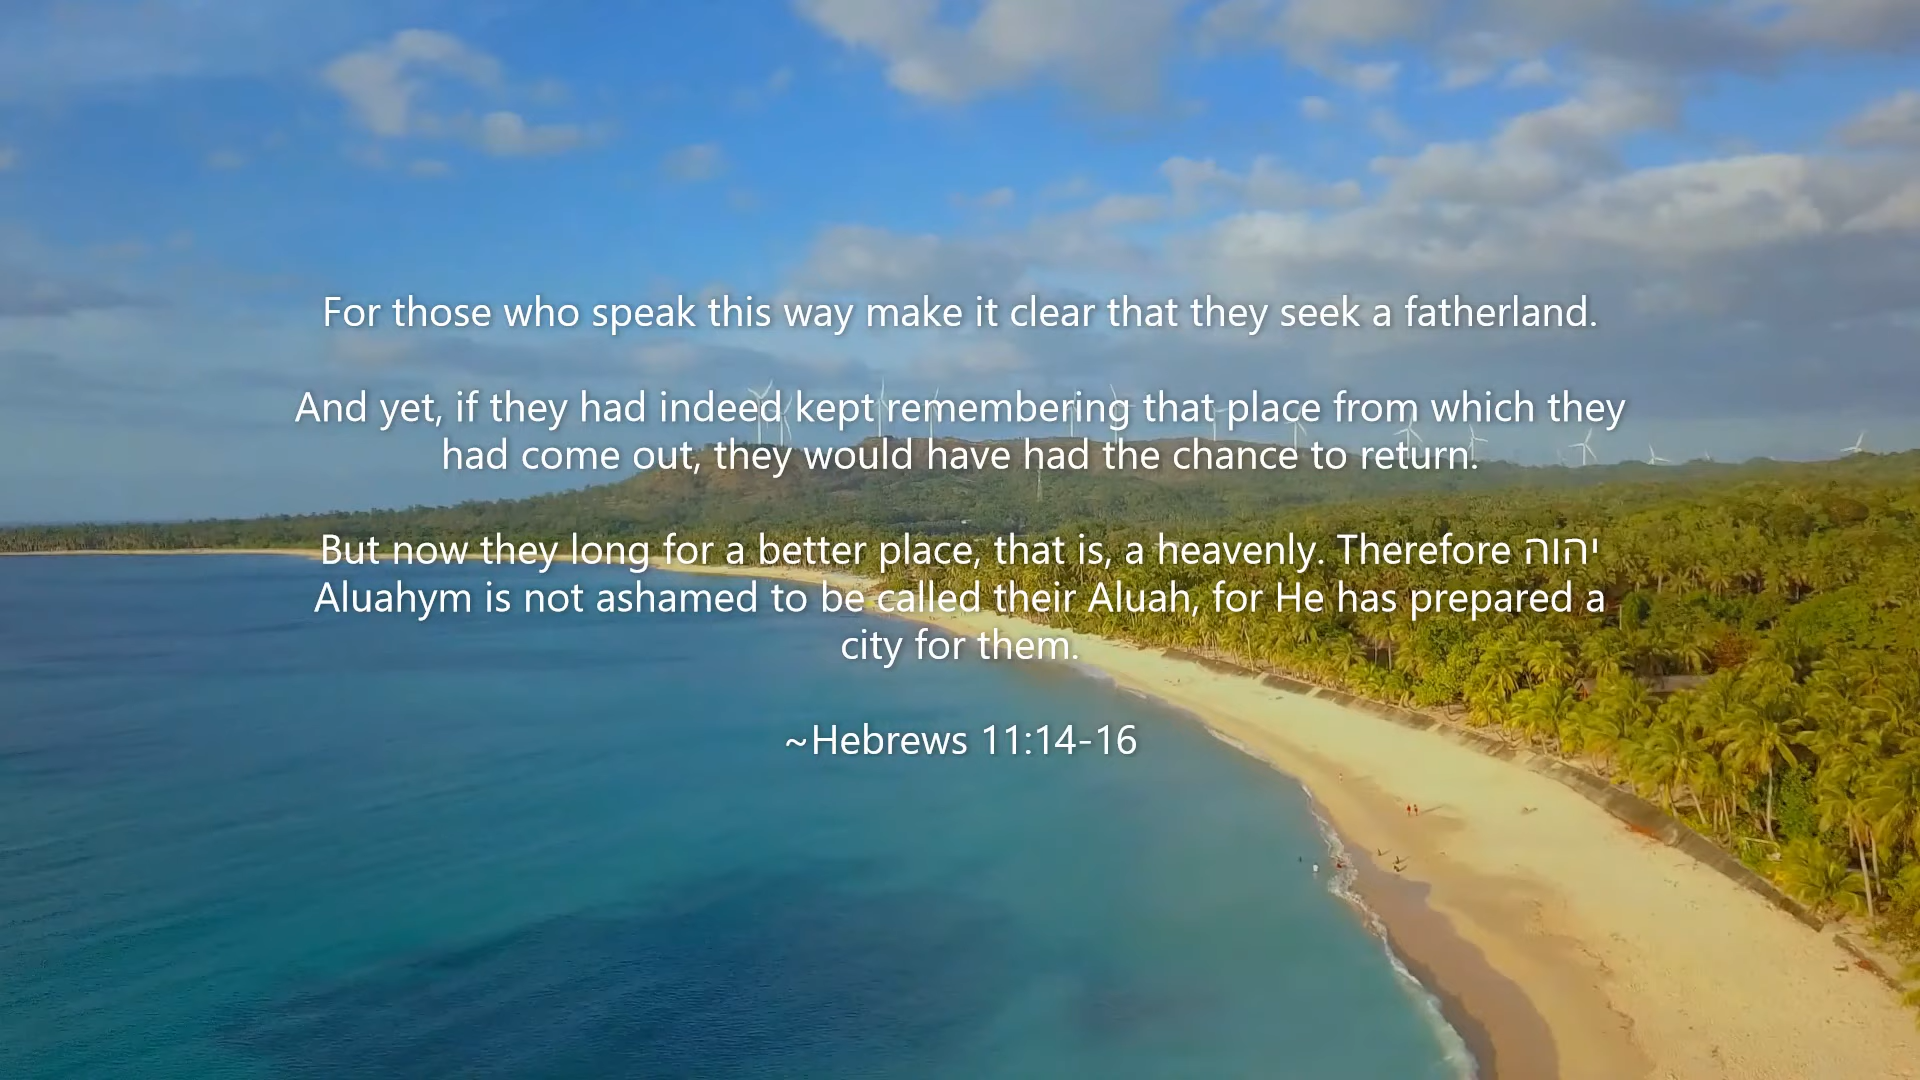 For those who speak this way make it clear that they seek a fatherland.
And yet, if they had indeed kept remembering that place from which they
had come out, they would have had the chance to return.
But now they long for a better place, that is, a heavenly. Therefore יהוה
Aluahym is not ashamed to be called their Aluah, for He has prepared a
city for them.
~Hebrews 11:14-16